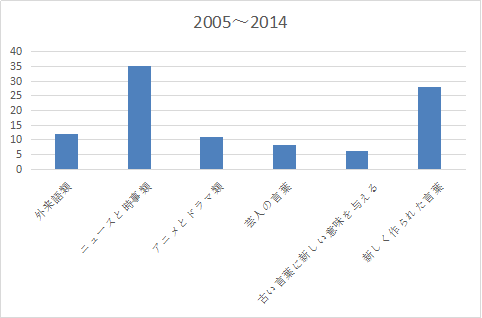 2005～2014
40
35
30
25
20
15
10
5
0
外来語類
ニュースと時事類
アニメとドラマ類
芸人の言葉
古い言葉に新しい意味を与える
新しく作られた言葉